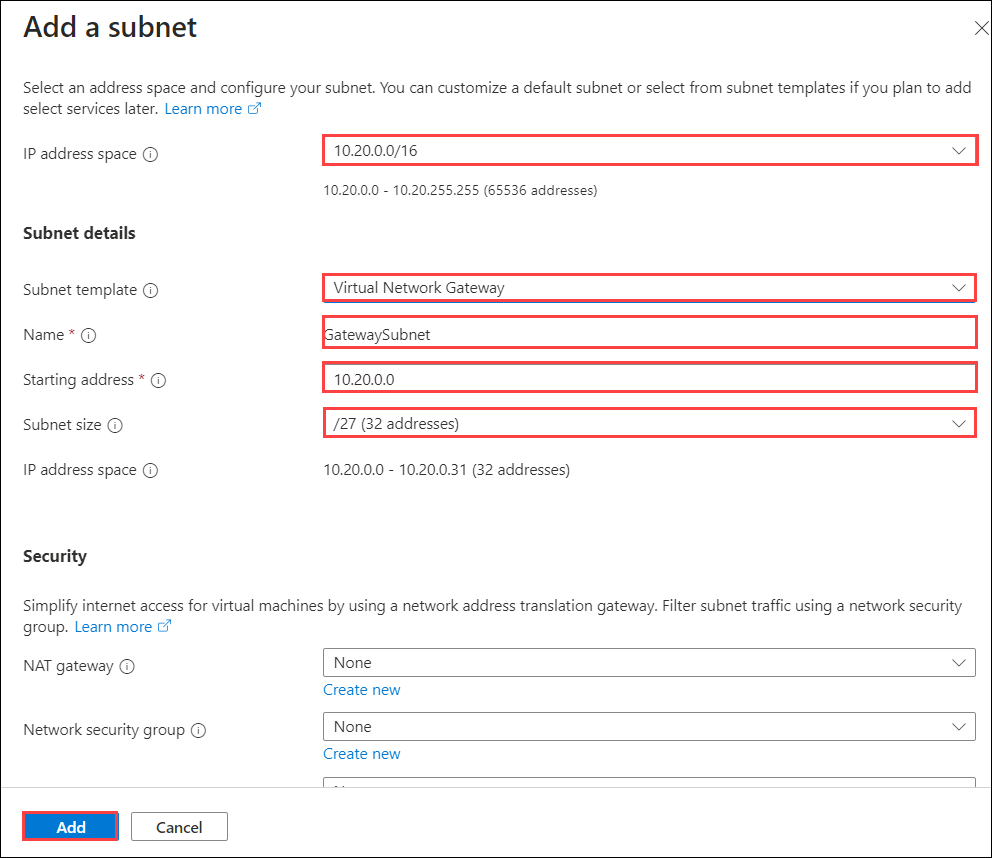 Add a subnet
Select an address space and configure your subnet. You can customize a default subnet or select from subnet templates if you plan to add
select services later. Learn more
IP address space
10.20.0.0/16
10.20.0.0 - 10.20.255.255 (65536 addresses)
Subnet details
Subnet template
Virtual Network Gateway
Name *
GatewaySubnet
Starting address *
10.20.0.0
Subnet size
/27 (32 addresses)
IP address space
10.20.0.0 - 10.20.0.31 (32 addresses)
Security
Simplify internet access for virtual machines by using a network address translation gateway. Filter subnet traffic using a network security
group. Learn more
NAT gateway
None
Create new
Network security group
None
Create new
Add
Cancel